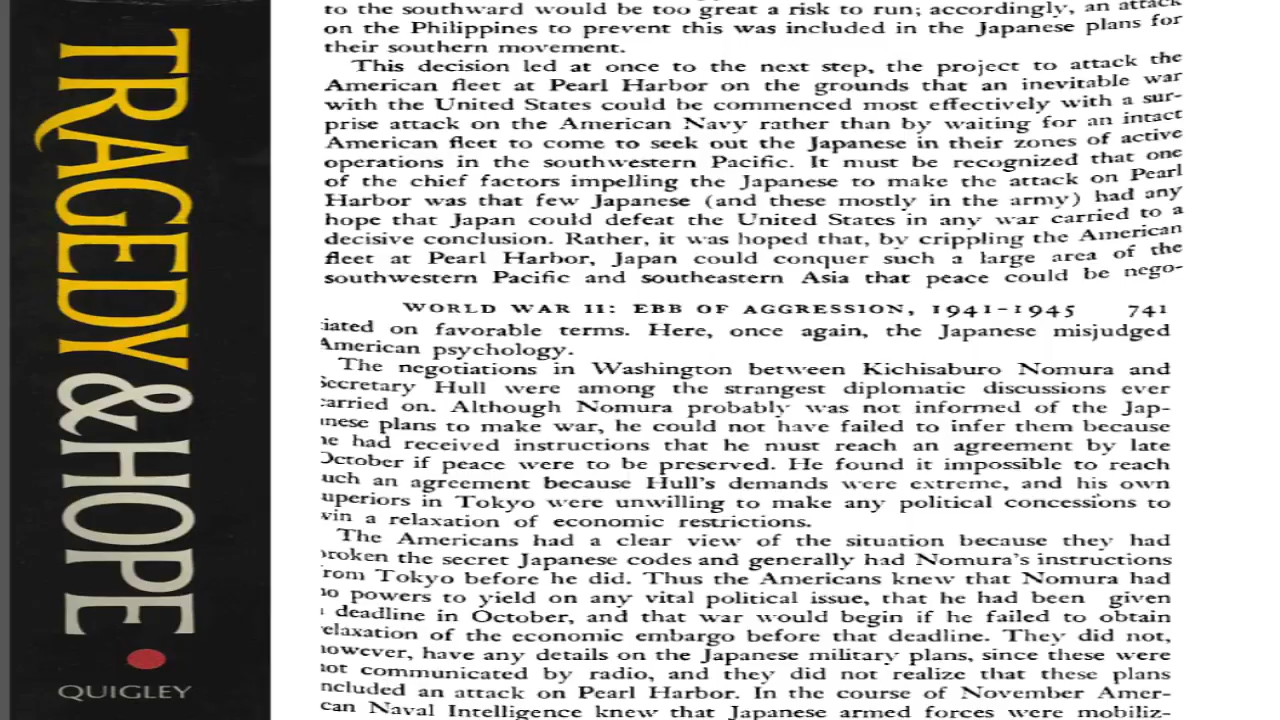 TRAGEDY & HOPE
QUIGLEY
to the southward would be too great a risk to run; accordingly, an attack
on the Philippines to prevent this was included in the Japanese plans for
their southern movement.
This decision led at once to the next step, the project to attack the
American fleet at Pearl Harbor on the grounds that an inevitable war
with the United States could be commenced most effectively with a sur-
prise attack on the American Navy rather than by waiting for an intact
American fleet to come to seek out the Japanese in their zones of active
operations in the southwestern Pacific. It must be recognized that one
of the chief factors impelling the Japanese to make the attack on Pearl
Harbor was that few Japanese (and these mostly in the army) had any
hope that Japan could defeat the United States in any war carried to a
decisive conclusion. Rather, it was hoped that, by crippling the American
fleet at Pearl Harbor, Japan could conquer such a large area of the
southwestern Pacific and southeastern Asia that peace could be nego-
WORLD WAR II: EBB OF AGGRESSION, 1941-1945 741
iated on favorable terms. Here, once again, the Japanese misjudged
American psychology.
The negotiations in Washington between Kichisaburo Nomura and
Secretary Hull were among the strangest diplomatic discussions ever
carried on. Although Nomura probably was not informed of the Jap-
nese plans to make war, he could not have failed to infer them because
he had received instructions that he must reach an agreement by late
October if peace were to be preserved. He found it impossible to reach
uch an agreement because Hull's demands were extreme, and his own
uperiors in Tokyo were unwilling to make any political concessions to
win a relaxation of economic restrictions.
The Americans had a clear view of the situation because they had
broken the secret Japanese codes and generally had Nomura's instructions
from Tokyo before he did. Thus the Americans knew that Nomura had
no powers to yield on any vital political issue, that he had been given
deadline in October, and that war would begin if he failed to obtain
relaxation of the economic embargo before that deadline. They did not,
however, have any details on the Japanese military plans, since these were
not communicated by radio, and they did not realize that these plans
ncluded an attack on Pearl Harbor. In the course of November Amer-
can Naval Intelligence knew that Japanese armed forces were mobiliz-